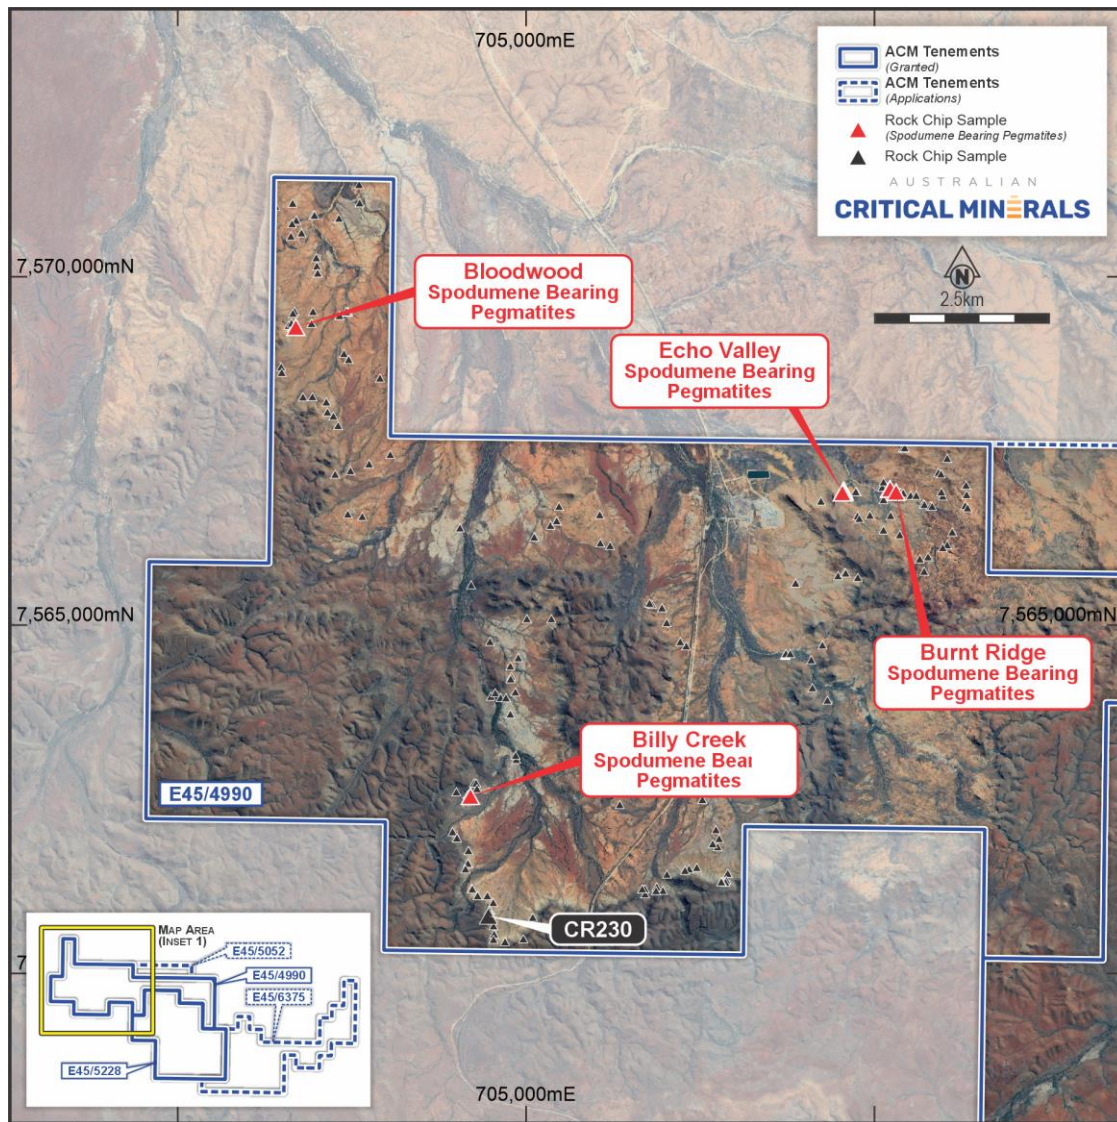 705,000mE
ACM Tenements
(Granted)
ACM Tenements
(Applications)
Rock Chip Sample
(Spodumene Bearing Pegmatites)
Rock Chip Sample
AUSTRALIAN
CRITICAL MINERALS
7,570,000mN
N
2.5km
Bloodwood
Spodumene Bearing
Pegmatites
Echo Valley
Spodumene Bearing
Pegmatites
7,565,000mN
7,565,000mN
Burnt Ridge
Spodumene Bearing
Pegmatites
Billy Creek
Spodumene Bear
Pegmatites
E45/4990
CR230
MAP AREA
(INSET 1)
E45/5052
E45/4990
E45/6375
E45/5228
7
705,000mE